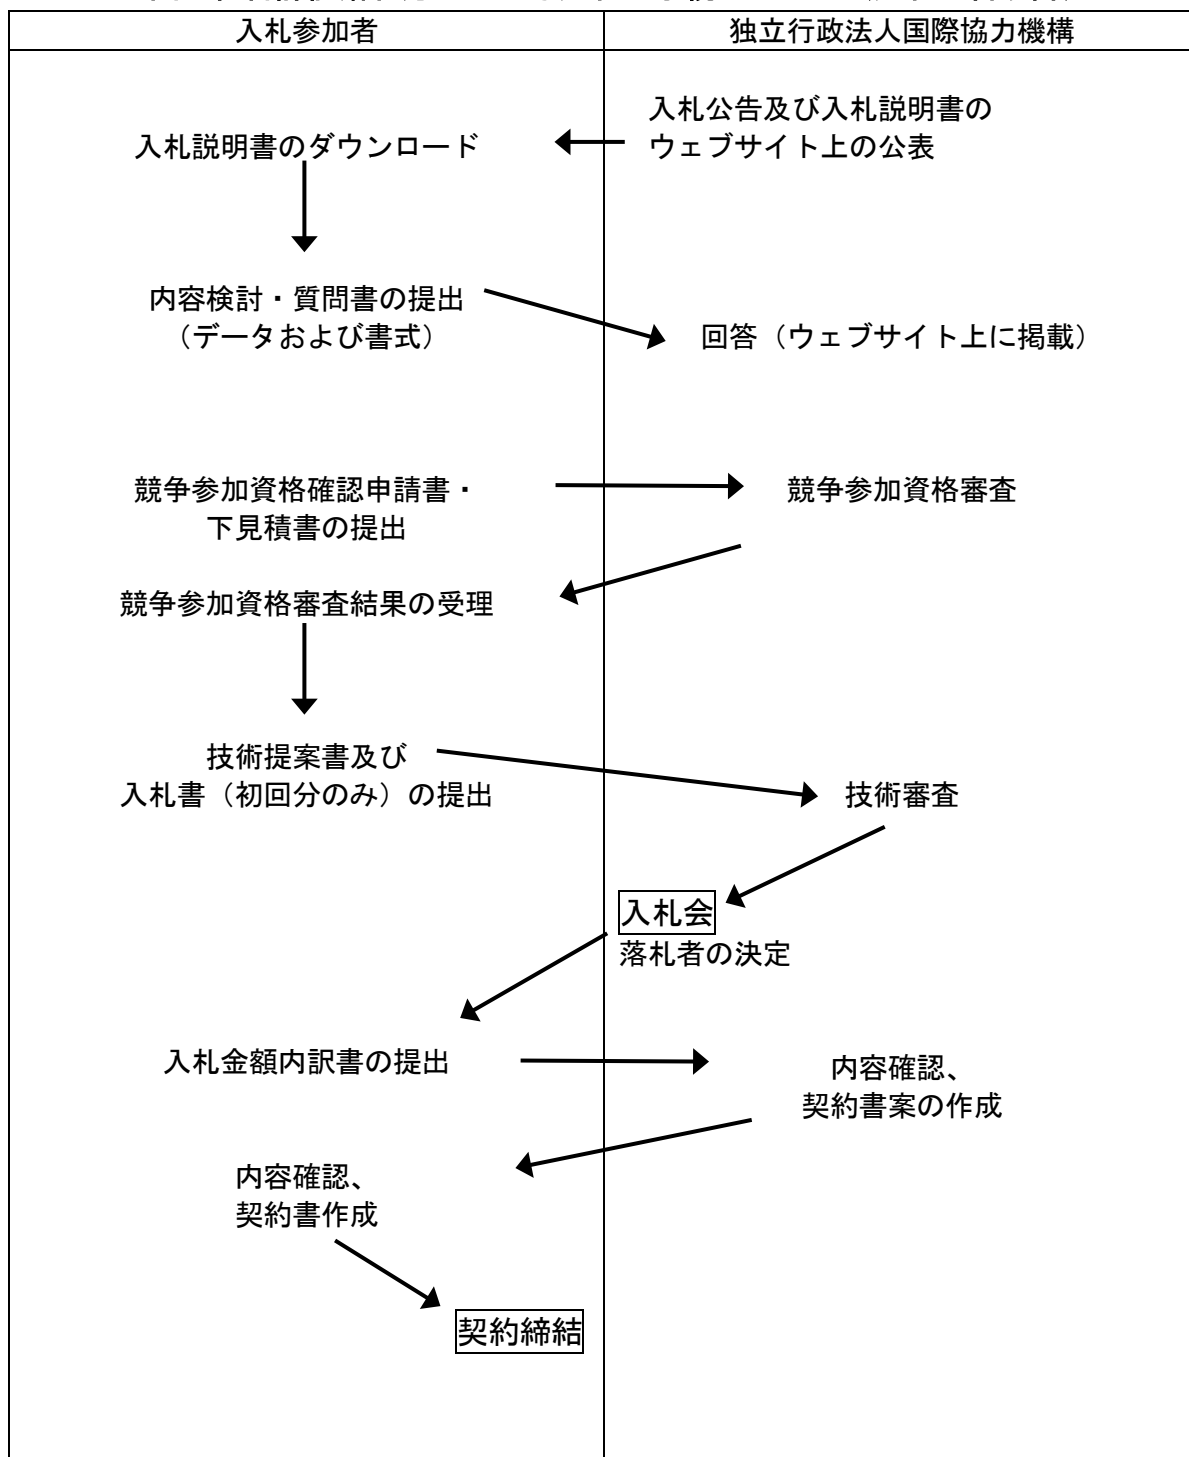 入札参加者
独立行政法人国際協力機構
入札公告及び入札説明書の
ウェブサイト上の公表
入札説明書のダウンロード
内容検討・質問書の提出
（データおよび書式）
回答（ウェブサイト上に掲載）
競争参加資格確認申請書・
下見積書の提出
競争参加資格審査
競争参加資格審査結果の受理
技術提案書及び
入札書（初回分のみ）の提出
技術審査
入札会
落札者の決定
入札金額内訳書の提出
内容確認、
契約書案の作成
内容確認、
契約書作成
契約締結